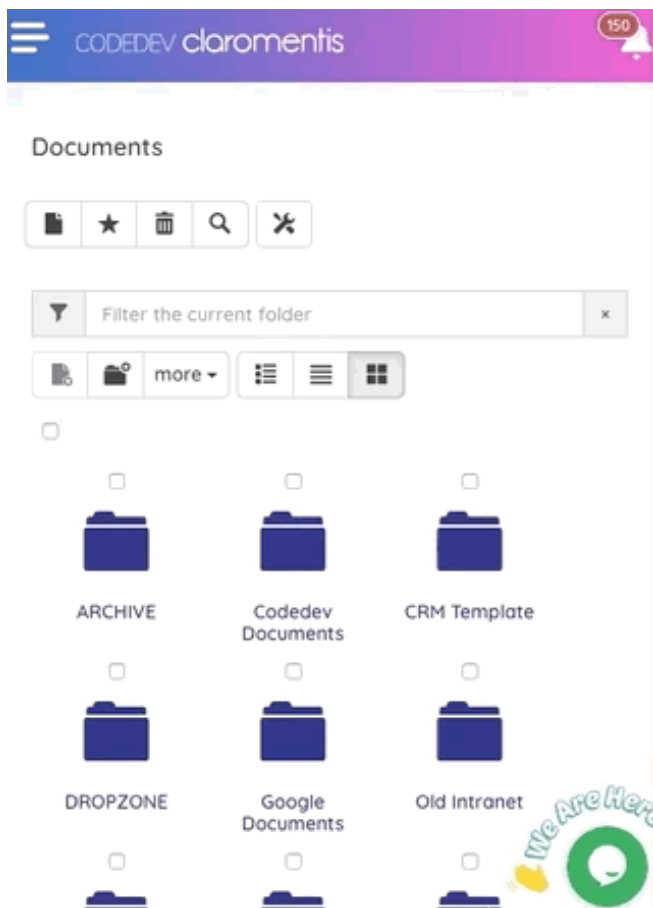 CODEDEV claromentis
150
Documents
Filter the current folder
×
more
ARCHIVE
Codedev
Documents
CRM Template
DROPZONE
Google
Documents
Old Intranet
We Are Here